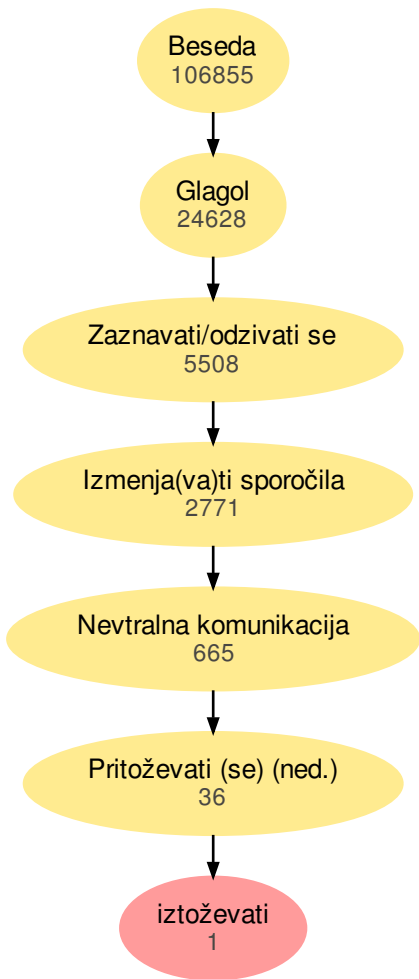 Beseda
106855
Glagol
24628
Zaznavati/odzivati se
5508
Izmenja(va)ti sporočila
2771
Nevtralna komunikacija
665
Pritoževati (se) (ned.)
36
iztoževati
1